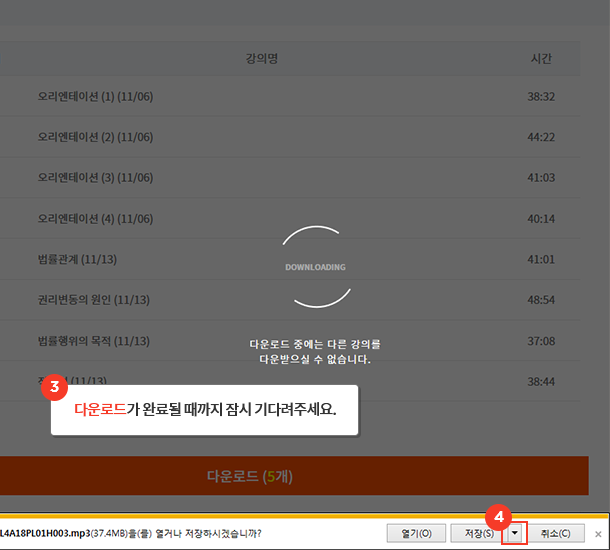 강의명 시간
오리엔테이션 (1) (11/06) 38:32
오리엔테이션 (2) (11/06) 44:22
오리엔테이션 (3) (11/06) 41:03
오리엔테이션 (4) (11/06) 40:14
법률관계 (11/13) 41:01
DOWNLOADING
권리변동의 원인 (11/13) 48:54
법률행위의 목적 (11/13) 37:08
다운로드 중에는 다른 강의를
다운받으실 수 없습니다.
(11/13) 38:44
3
다운로드가 완료될 때까지 잠시 기다려주세요.
다운로드 (5개)
4
L4A18PL01H003.mp3(37.4MB)을(를) 열거나 저장하시겠습니까? 열기(O) 저장(S) 취소(C)